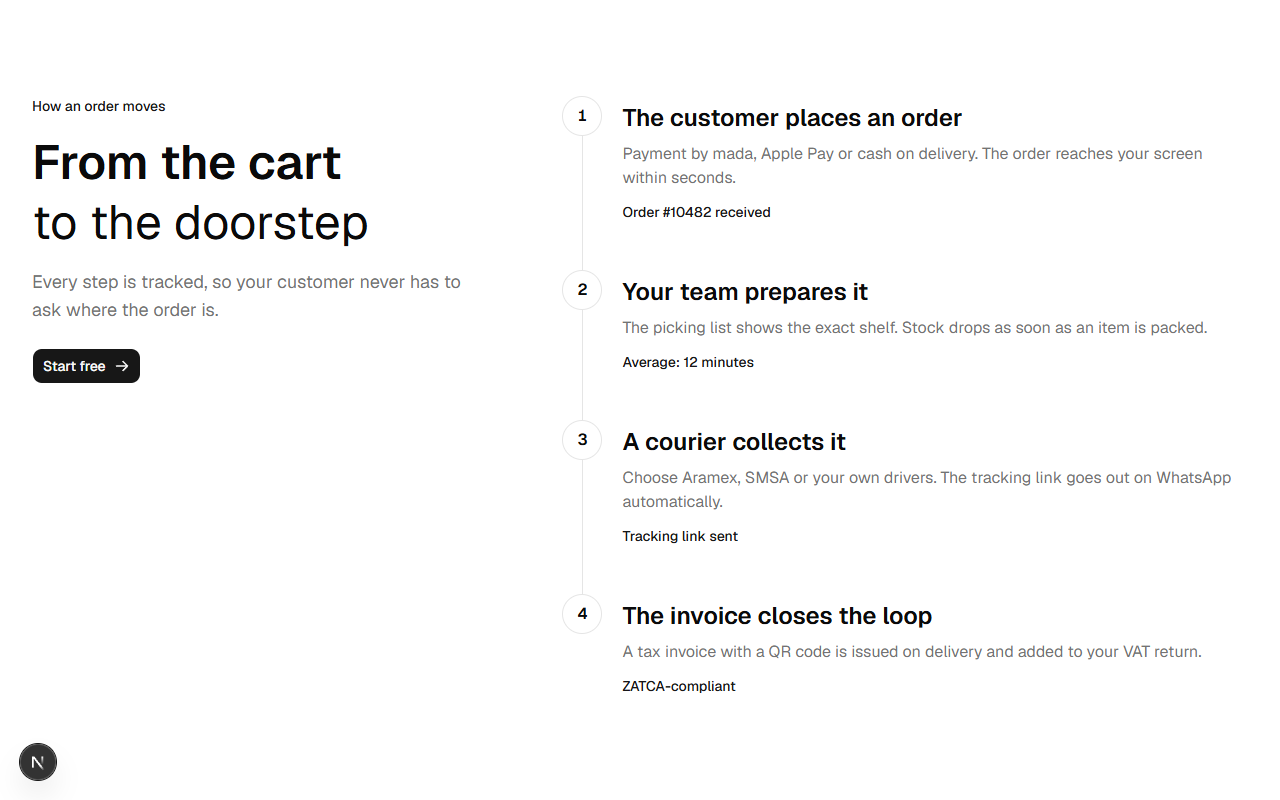 How an order moves
From the cart
to the doorstep
Every step is tracked, so your customer never has to
ask where the order is.
Start free
1
The customer places an order
Payment by mada, Apple Pay or cash on delivery. The order reaches your screen
within seconds.
Order #10482 received
2
Your team prepares it
The picking list shows the exact shelf. Stock drops as soon as an item is packed.
Average: 12 minutes
3
A courier collects it
Choose Aramex, SMSA or your own drivers. The tracking link goes out on WhatsApp
automatically.
Tracking link sent
4
The invoice closes the loop
A tax invoice with a QR code is issued on delivery and added to your VAT return.
ZATCA-compliant
N